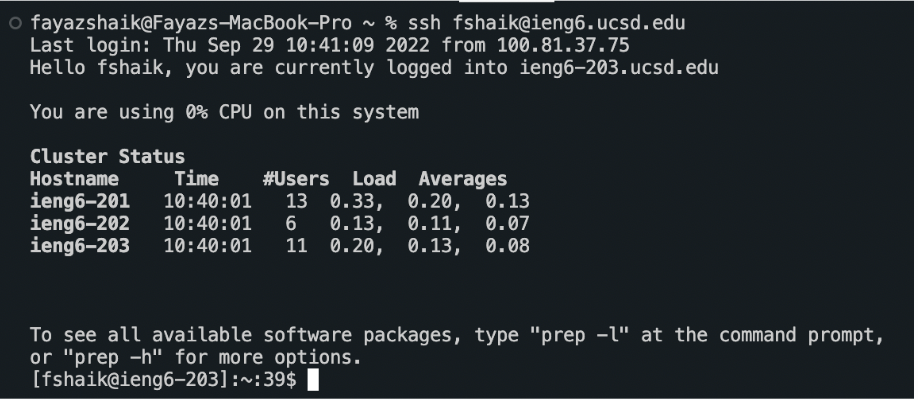 fayazshaik@Fayazs-MacBook-Pro ~ % ssh fshaik@ieng6.ucsd.edu
Last login: Thu Sep 29 10:41:09 2022 from 100.81.37.75
Hello fshaik, you are currently logged into ieng6-203.ucsd.edu
You are using 0% CPU on this system
Cluster Status
Hostname     Time    #Users  Load  Averages
ieng6-201   10:40:01   13  0.33,  0.20,  0.13
ieng6-202   10:40:01   6   0.13,  0.11,  0.07
ieng6-203   10:40:01   11  0.20,  0.13,  0.08
To see all available software packages, type "prep -l" at the command prompt,
or "prep -h" for more options.
[fshaik@ieng6-203]:~:39$